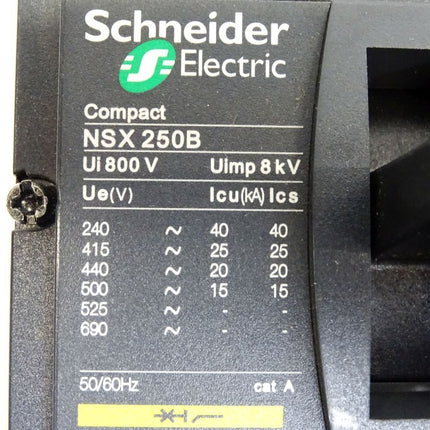 Schneider
Electric
Compact
NSX 250B
Ui 800 V Uimp 8 kV
Ue(V) Icu(kA) Ics
240 ~ 40 40
415 ~ 25 25
440 ~ 20 20
500 ~ 15 15
525 ~ - -
690 ~ - -
50/60Hz cat A